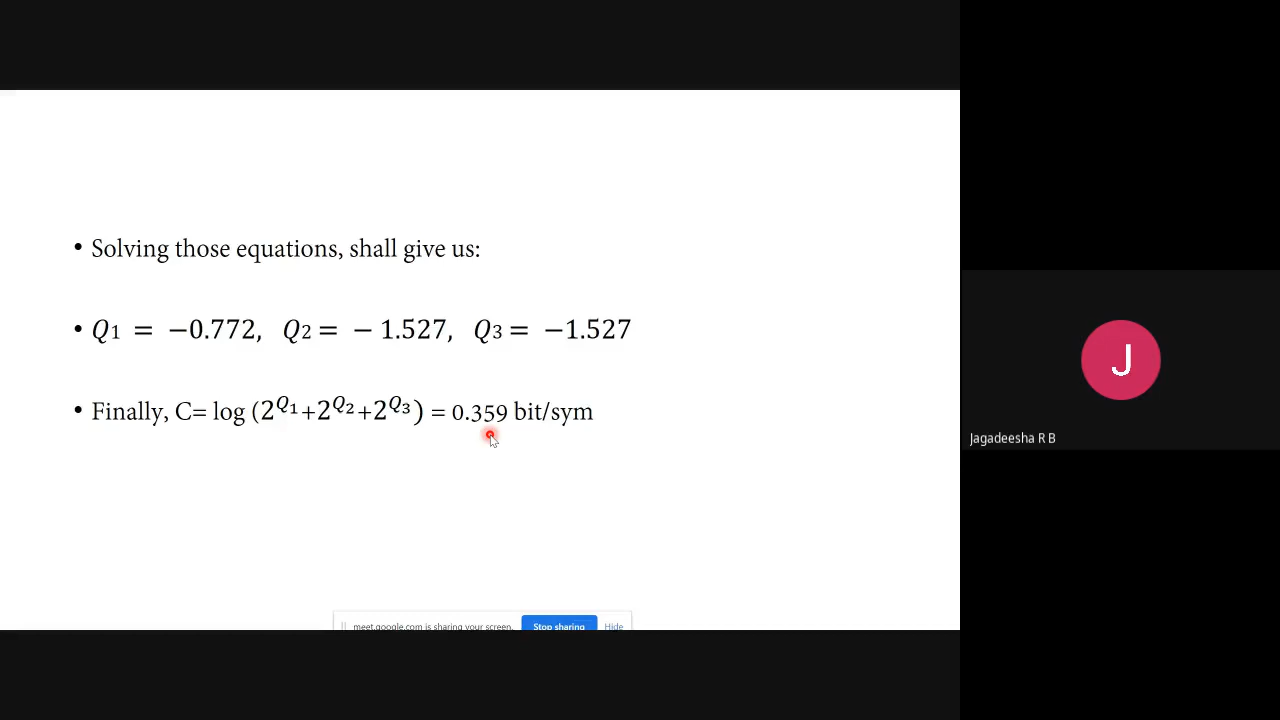 • Solving those equations, shall give us:
• Q1 = −0.772, Q2 = − 1.527, Q3 = −1.527
• Finally, C= log (2^Q₁+2^Q₂+2^Q₃) = 0.359 bit/sym
J
Jagadeesha R B
meet.google.com is sharing your screen. Stop sharing Hide